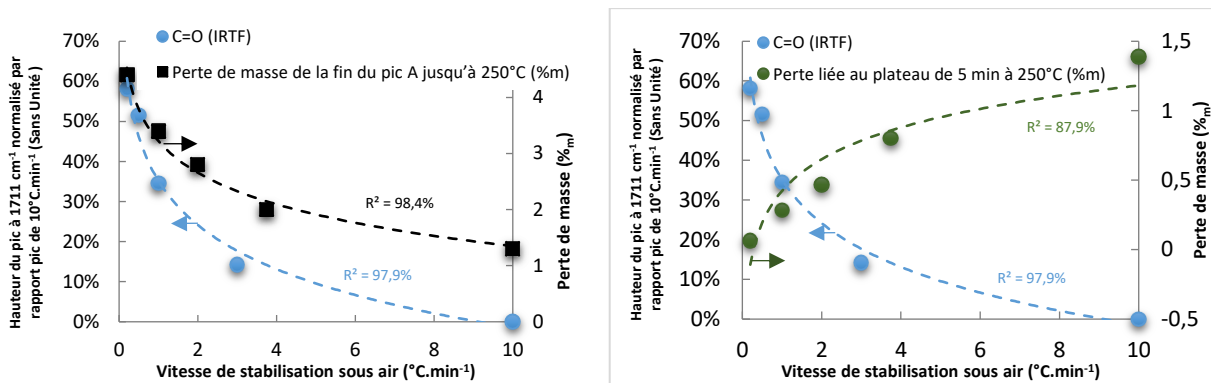 Hauteur du pic à 1711 cm⁻¹ normalisé par
rapport pic de 10°C.min⁻¹ (Sans Unité)
70%
60%
50%
40%
30%
20%
10%
0%
C=O (IRTF)
Perte de masse de la fin du pic A jusqu'à 250°C (%m)
R² = 98,4%
R² = 97,9%
4
3
2
1
0
Perte de masse (%ₘ)
0 2 4 6 8 10
Vitesse de stabilisation sous air (°C.min⁻¹)
Hauteur du pic à 1711 cm⁻¹ normalisé par
rapport pic de 10°C.min⁻¹ (Sans Unité)
70%
60%
50%
40%
30%
20%
10%
0%
C=O (IRTF)
Perte liée au plateau de 5 min à 250°C (%m)
R² = 87,9%
R² = 97,9%
1,5
1
0,5
0
-0,5
Perte de masse (%ₘ)
0 2 4 6 8 10
Vitesse de stabilisation sous air (°C.min⁻¹)